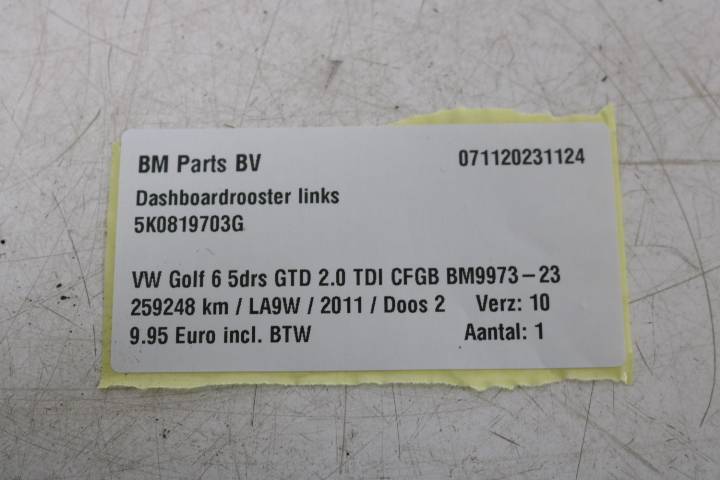 BM Parts BV 071120231124
Dashboardrooster links
5K0819703G
VW Golf 6 5drs GTD 2.0 TDI CFGB BM9973-23
259248 km / LA9W / 2011 / Doos 2 Verz: 10
9.95 Euro incl. BTW Aantal: 1